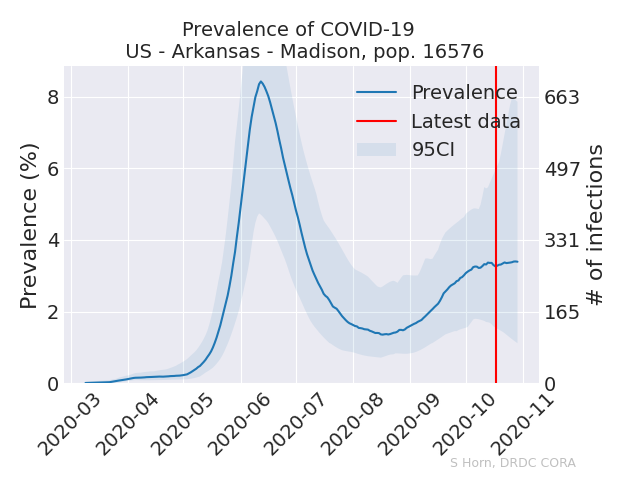 Prevalence of COVID-19
US - Arkansas - Madison, pop. 16576
Prevalence
Latest data
95CI
Prevalence (%)
8
6
4
2
0
663
497
331
165
0
# of infections
2020-03
2020-04
2020-05
2020-06
2020-07
2020-08
2020-09
2020-10
2020-11
S Horn, DRDC CORA